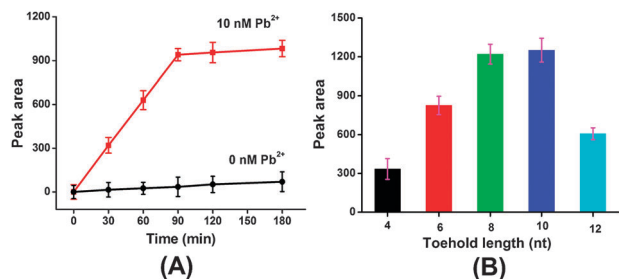 10 nM Pb²⁺
0 nM Pb²⁺
Peak area
1200
900
600
300
0
0 30 60 90 120 150 180
Time (min)
(A)
Peak area
1500
1200
900
600
300
0
4 6 8 10 12
Toehold length (nt)
(B)